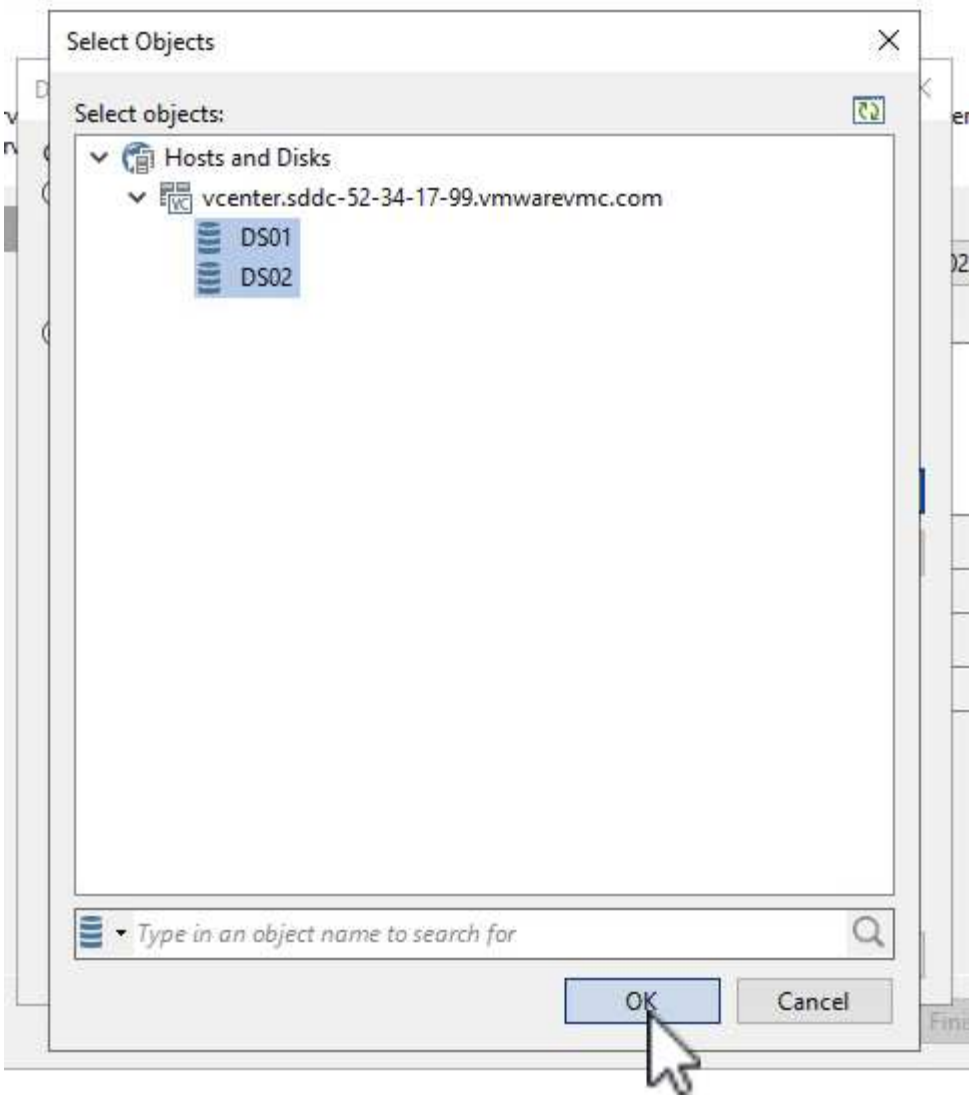 Select Objects
Select objects:
Hosts and Disks
vcenter.sddc-52-34-17-99.vmwarevmc.com
DS01
DS02
Type in an object name to search for
OK
Cancel